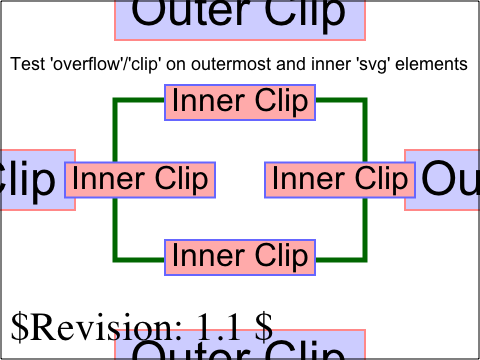 Outer Clip
Test 'overflow'/'clip' on outermost and inner 'svg' elements
Inner Clip
Clip Inner Clip Inner Clip Ou
Inner Clip
$Revision: 1.1 $
Outer Clip